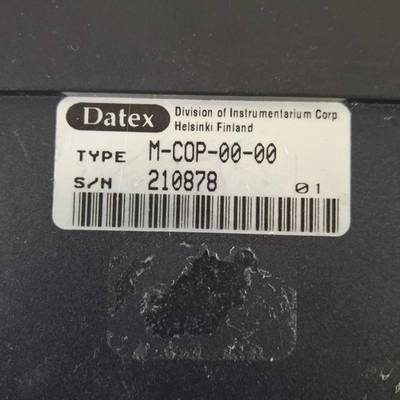 Datex Division of Instrumentarium Corp.
Helsinki Finland
TYPE M-COP-00-00
S/N 210878 01